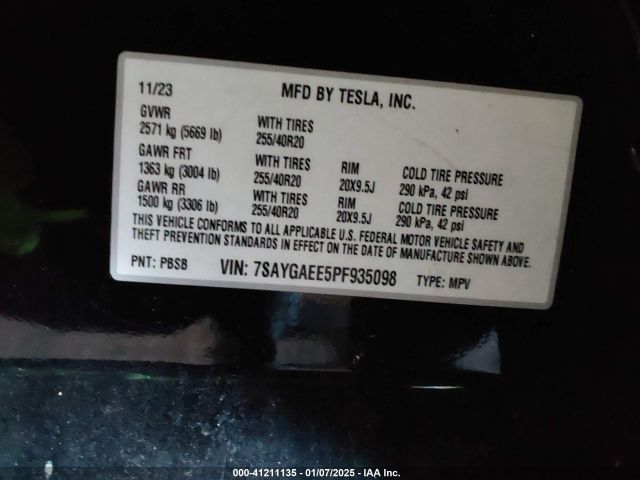 11/23 MFD BY TESLA, INC.
GVWR
2571 kg (5669 lb) WITH TIRES 255/40R20
GAWR FRT
1363 kg (3004 lb) WITH TIRES 255/40R20 RIM 20X9.5J COLD TIRE PRESSURE 290 kPa, 42 psi
GAWR RR
1500 kg (3306 lb) WITH TIRES 255/40R20 RIM 20X9.5J COLD TIRE PRESSURE 290 kPa, 42 psi
THIS VEHICLE CONFORMS TO ALL APPLICABLE U.S. FEDERAL MOTOR VEHICLE SAFETY AND
THEFT PREVENTION STANDARDS IN EFFECT ON THE DATE OF MANUFACTURE SHOWN ABOVE.
PNT: PBSB VIN: 7SAYGAEE5PF935098 TYPE: MPV
000-41211135 - 01/07/2025 - IAA Inc.